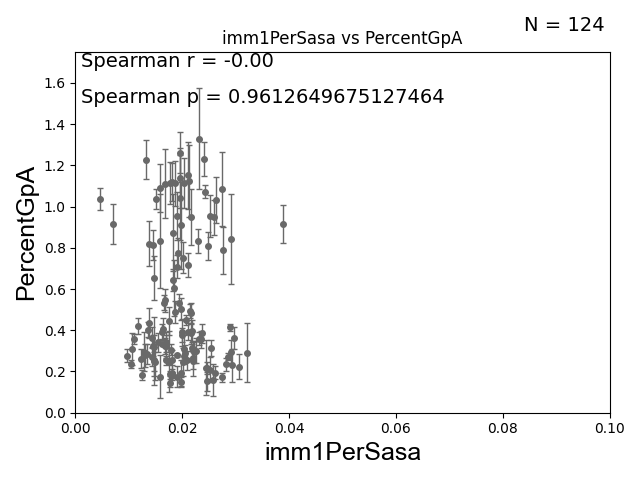 N = 124
imm1PerSasa vs PercentGpA
Spearman r = -0.00
Spearman p = 0.9612649675127464
PercentGpA
1.6
1.4
1.2
1.0
0.8
0.6
0.4
0.2
0.0
0.00 0.02 0.04 0.06 0.08 0.10
imm1PerSasa